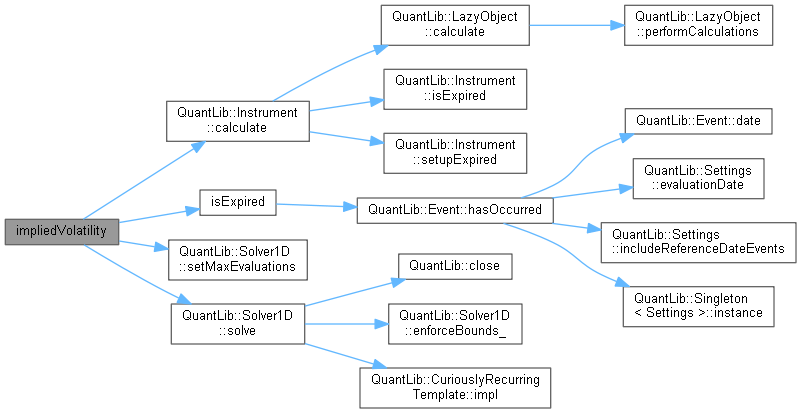 impliedVolatility
QuantLib::Instrument
::calculate
isExpired
QuantLib::Solver1D
::setMaxEvaluations
QuantLib::Solver1D
::solve
QuantLib::LazyObject
::calculate
QuantLib::Instrument
::isExpired
QuantLib::Instrument
::setupExpired
QuantLib::Event::hasOccurred
QuantLib::close
QuantLib::Solver1D
::enforceBounds_
QuantLib::CuriouslyRecurring
Template::impl
QuantLib::LazyObject
::performCalculations
QuantLib::Event::date
QuantLib::Settings
::evaluationDate
QuantLib::Settings
::includeReferenceDateEvents
QuantLib::Singleton
< Settings >::instance